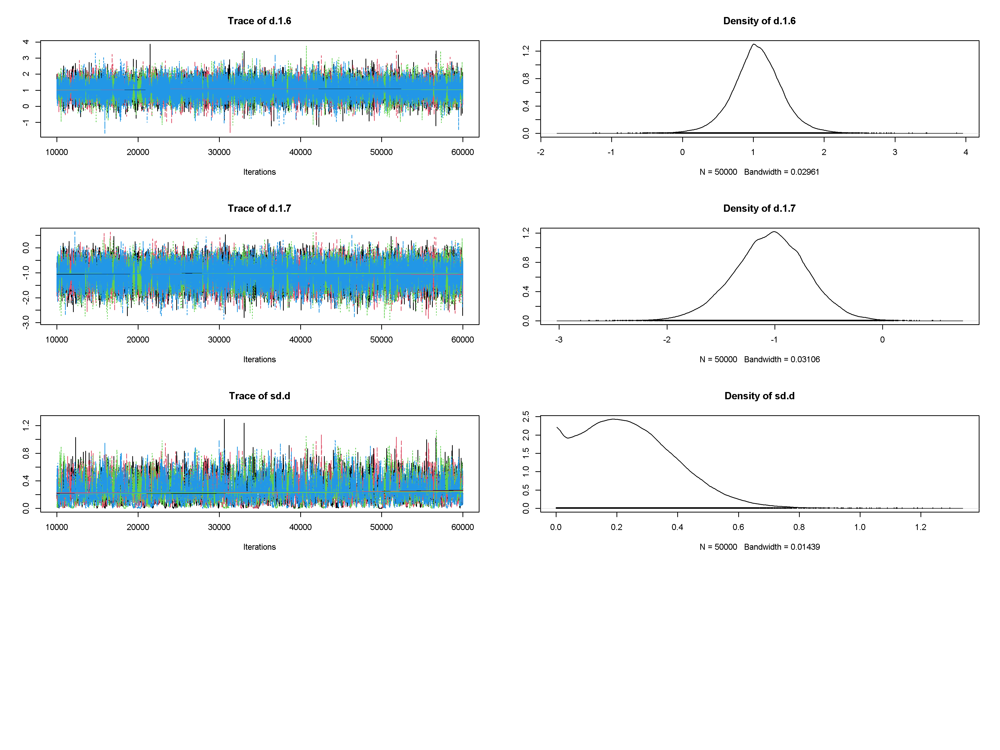 Trace of d.1.6
4
3
2
1
0
-1
10000 20000 30000 40000 50000 60000
Iterations
Density of d.1.6
1.2
0.8
0.4
0.0
-2 -1 0 1 2 3 4
N = 50000 Bandwidth = 0.02961
Trace of d.1.7
0.0
-1.0
-2.0
-3.0
10000 20000 30000 40000 50000 60000
Iterations
Density of d.1.7
1.2
0.8
0.4
0.0
-3 -2 -1 0
N = 50000 Bandwidth = 0.03106
Trace of sd.d
1.2
0.8
0.4
0.0
10000 20000 30000 40000 50000 60000
Iterations
Density of sd.d
2.5
2.0
1.5
1.0
0.5
0.0
0.0 0.2 0.4 0.6 0.8 1.0 1.2
N = 50000 Bandwidth = 0.01439